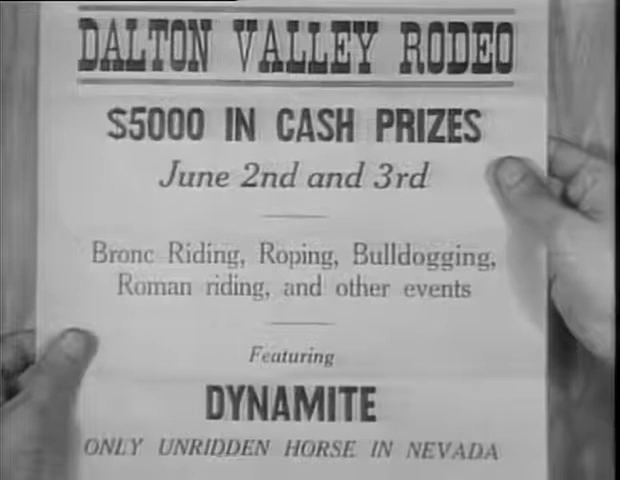 DALTON VALLEY RODEO
$5000 IN CASH PRIZES
June 2nd and 3rd
Bronc Riding, Roping, Bulldogging,
Roman riding, and other events
Featuring
DYNAMITE
ONLY UNRIDDEN HORSE IN NEVADA